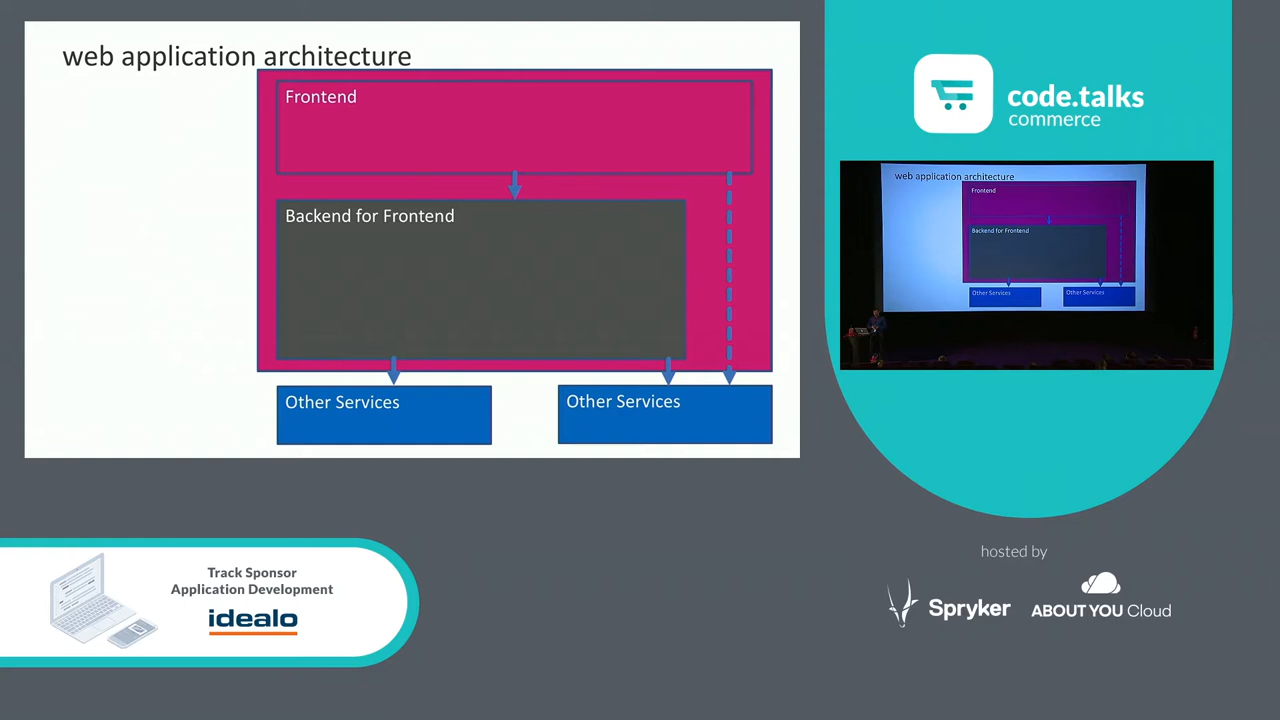 web application architecture
Frontend
Backend for Frontend
Other Services
Other Services
code.talks
commerce
web application architecture
Frontend
Backend for Frontend
Other Services
Other Services
hosted by
Spryker
ABOUT YOU Cloud
Track Sponsor
Application Development
idealo